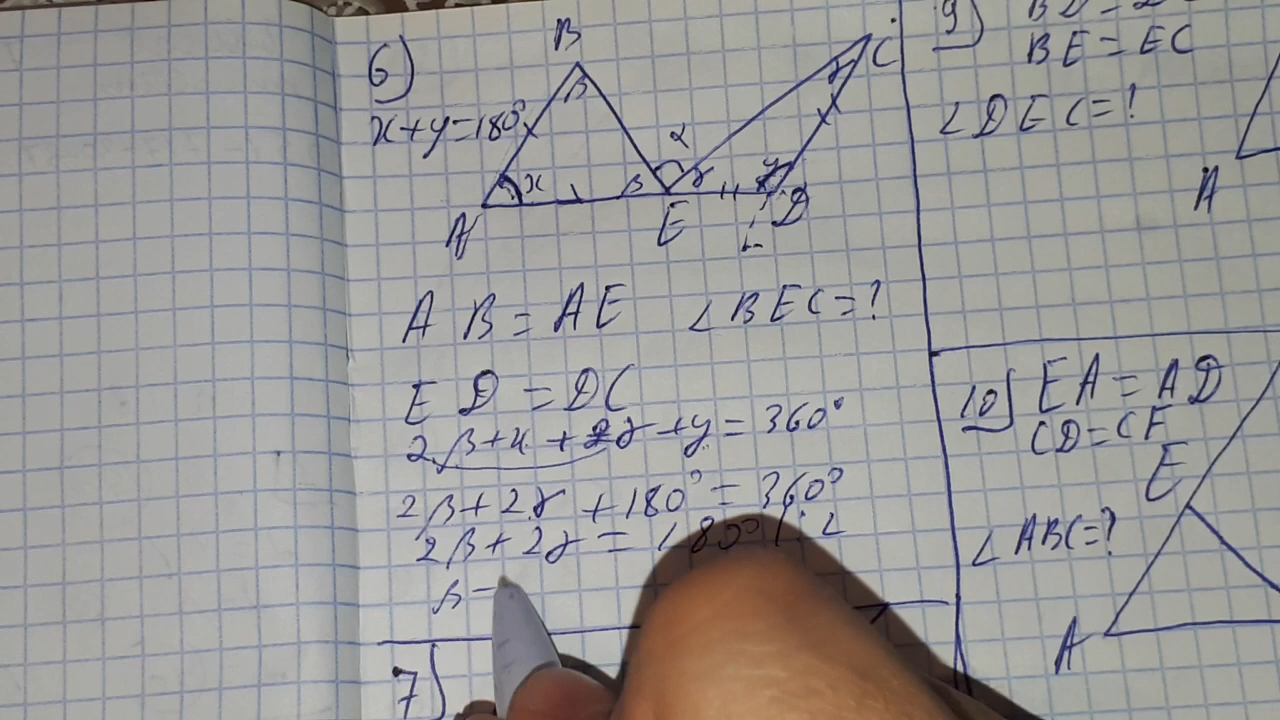 6)
x+y=180°
B
β
x
A
β
E
α
γ
γ
y
D
C
AB=AE ∠BEC=?
ED=DC
2β+x+2γ+y=360°
2β+2γ+180°=360°
2β+2γ=180° |:2
β
7)
9)
BE=EC
∠DEC=?
A
10) EA=AD
CD=CF
E
∠ABC=?
A